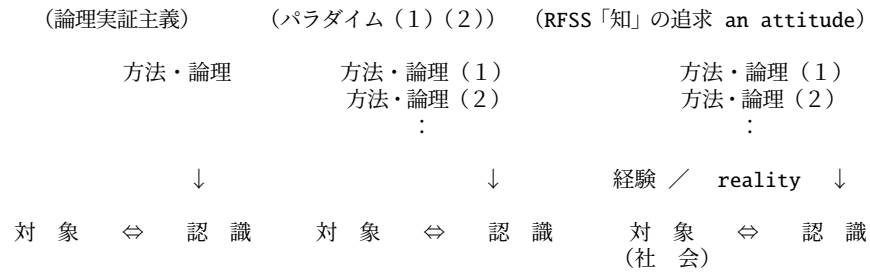 (論理実証主義) (パラダイム(1)(2)) (RFSS「知」の追求 an attitude)
方法・論理 方法・論理(1) 方法・論理(1)
方法・論理(2) 方法・論理(2)
: :
↓ ↓ 経験 / reality ↓
対 象 ⇔ 認 識 対 象 ⇔ 認 識 対 象 ⇔ 認 識
(社 会)